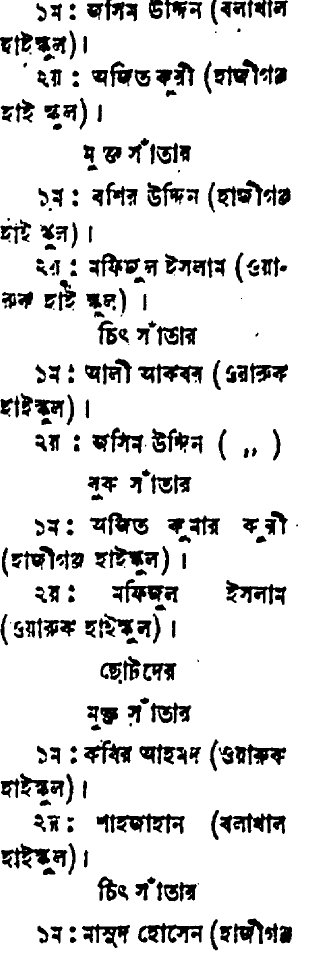 ১ম : জসিম উদ্দিন (বলাখাল
হাইস্কুল)।
২য় : অজিত কুরী (হাজীগঞ্জ
হাই স্কুল)।
মুক্ত সাঁতার
১ম : বশির উদ্দিন (হাজীগঞ্জ
হাই স্কুল)।
২য় : মফিজুল ইসলাম (ওয়া-
রুক হাই স্কুল)।
চিৎ সাঁতার
১ম : আলী আকবর (ওয়ারুক
হাইস্কুল)।
২য় : জসিম উদ্দিন ( ,, )
বুক সাঁতার
১ম : অজিত কুমার কুরী
(হাজীগঞ্জ হাইস্কুল)।
২য় : মফিজুল ইসলাম
(ওয়ারুক হাইস্কুল)।
ছোটদের
মুক্ত সাঁতার
১ম : কবির আহমদ (ওয়ারুক
হাইস্কুল)।
২য় : শাহজাহান (বলাখাল
হাইস্কুল)।
চিৎ সাঁতার
১ম : মাসুদ হোসেন (হাজীগঞ্জ